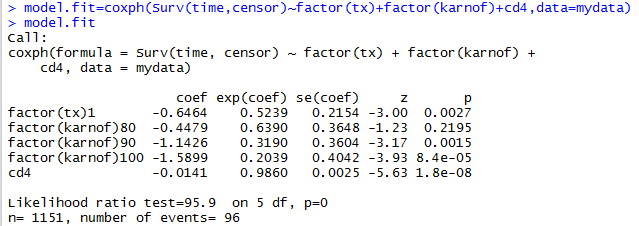 > model.fit=coxph(Surv(time,censor)~factor(tx)+factor(karnof)+cd4,data=mydata)
> model.fit
Call:
coxph(formula = Surv(time, censor) ~ factor(tx) + factor(karnof) +
    cd4, data = mydata)

                     coef exp(coef) se(coef)     z       p
factor(tx)1       -0.6464    0.5239   0.2154 -3.00  0.0027
factor(karnof)80  -0.4479    0.6390   0.3648 -1.23  0.2195
factor(karnof)90  -1.1426    0.3190   0.3604 -3.17  0.0015
factor(karnof)100 -1.5899    0.2039   0.4042 -3.93 8.4e-05
cd4               -0.0141    0.9860   0.0025 -5.63 1.8e-08

Likelihood ratio test=95.9  on 5 df, p=0
n= 1151, number of events= 96